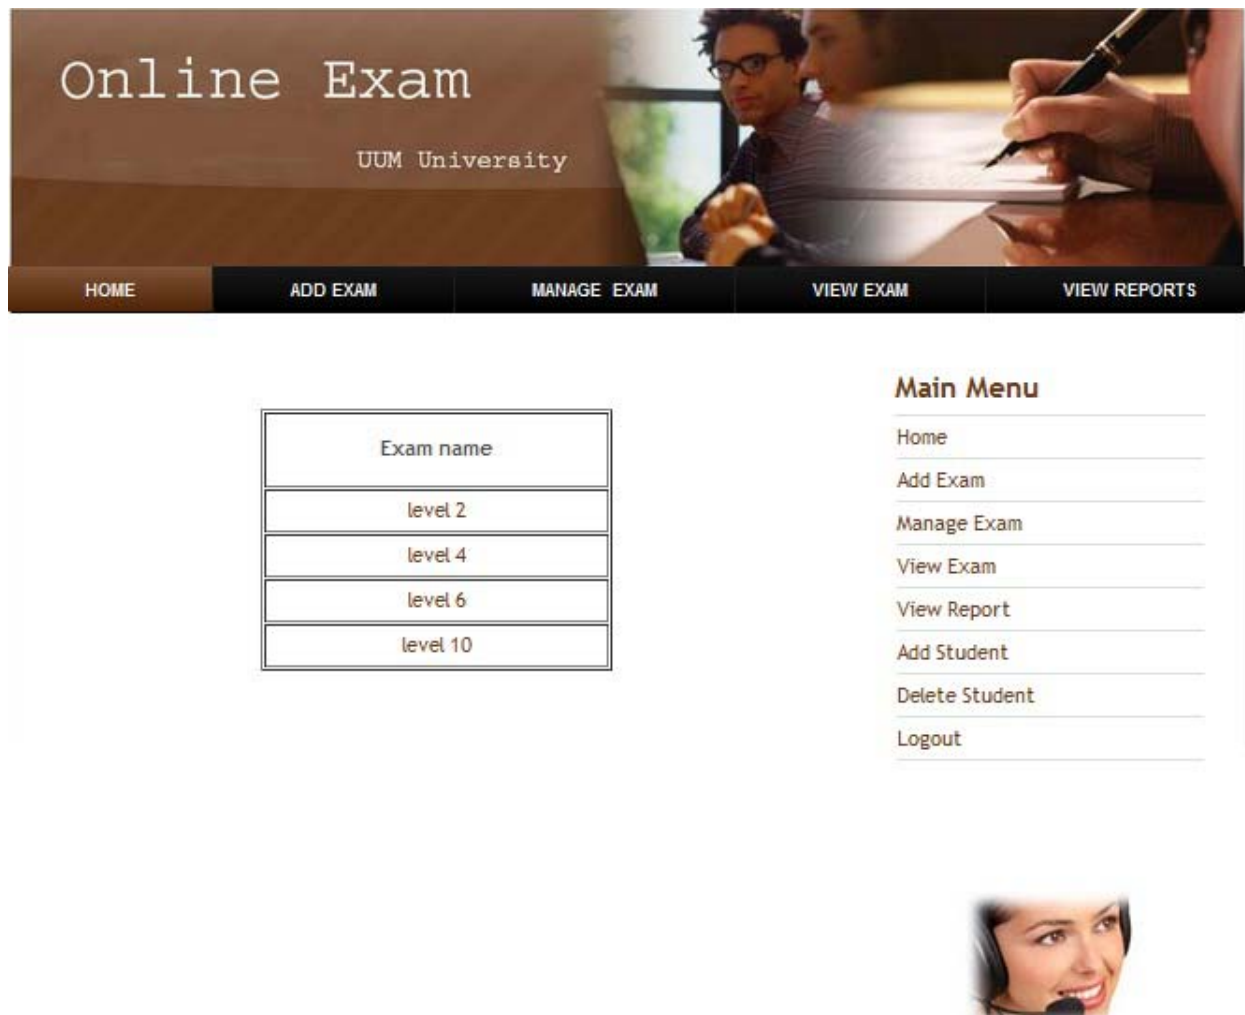 Online Exam
UUM University
HOME ADD EXAM MANAGE EXAM VIEW EXAM VIEW REPORTS
Exam name
level 2
level 4
level 6
level 10
Main Menu
Home
Add Exam
Manage Exam
View Exam
View Report
Add Student
Delete Student
Logout